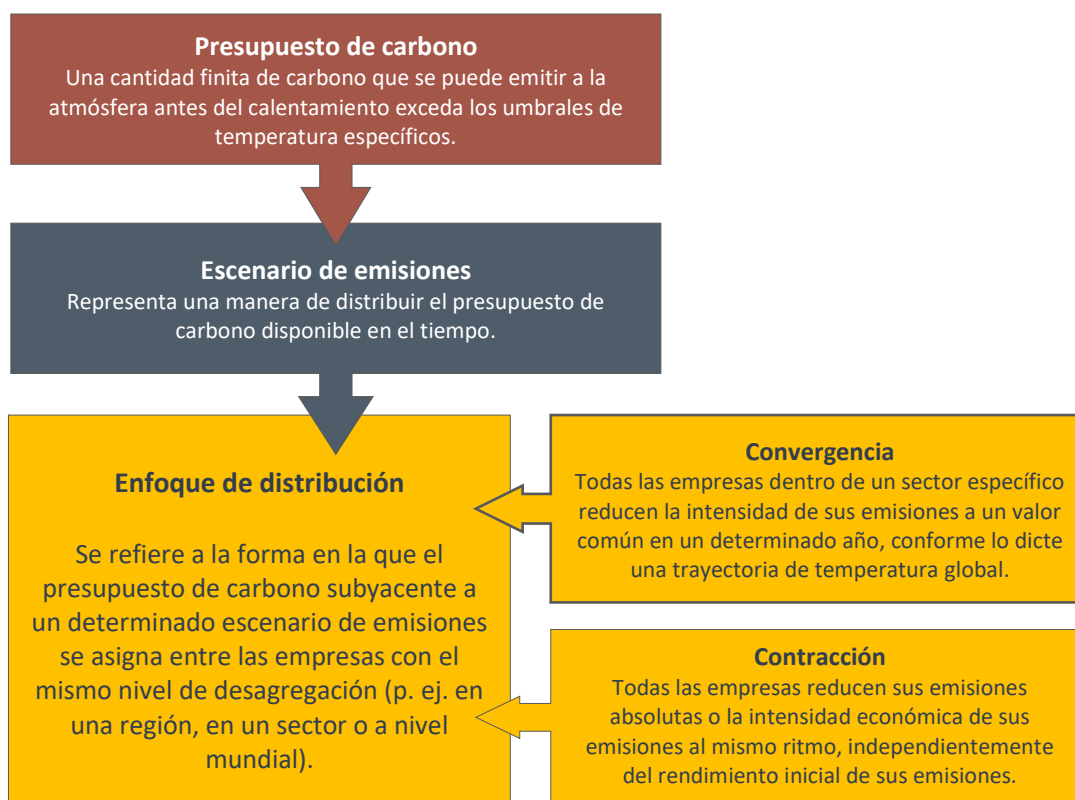 Presupuesto de carbono
Una cantidad finita de carbono que se puede emitir a la
atmósfera antes del calentamiento exceda los umbrales de
temperatura específicos.
Escenario de emisiones
Representa una manera de distribuir el presupuesto de
carbono disponible en el tiempo.
Enfoque de distribución
Se refiere a la forma en la que el
presupuesto de carbono subyacente a
un determinado escenario de emisiones
se asigna entre las empresas con el
mismo nivel de desagregación (p. ej. en
una región, en un sector o a nivel
mundial).
Convergencia
Todas las empresas dentro de un sector específico
reducen la intensidad de sus emisiones a un valor
común en un determinado año, conforme lo dicte
una trayectoria de temperatura global.
Contracción
Todas las empresas reducen sus emisiones
absolutas o la intensidad económica de sus
emisiones al mismo ritmo, independientemente
del rendimiento inicial de sus emisiones.